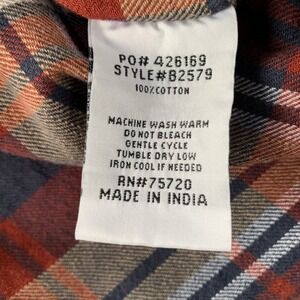 PO# 426169
STYLE#B2579
100%COTTON
MACHINE WASH WARM
DO NOT BLEACH
GENTLE CYCLE
TUMBLE DRY LOW
IRON COOL IF NEEDED
RN#75720
MADE IN INDIA